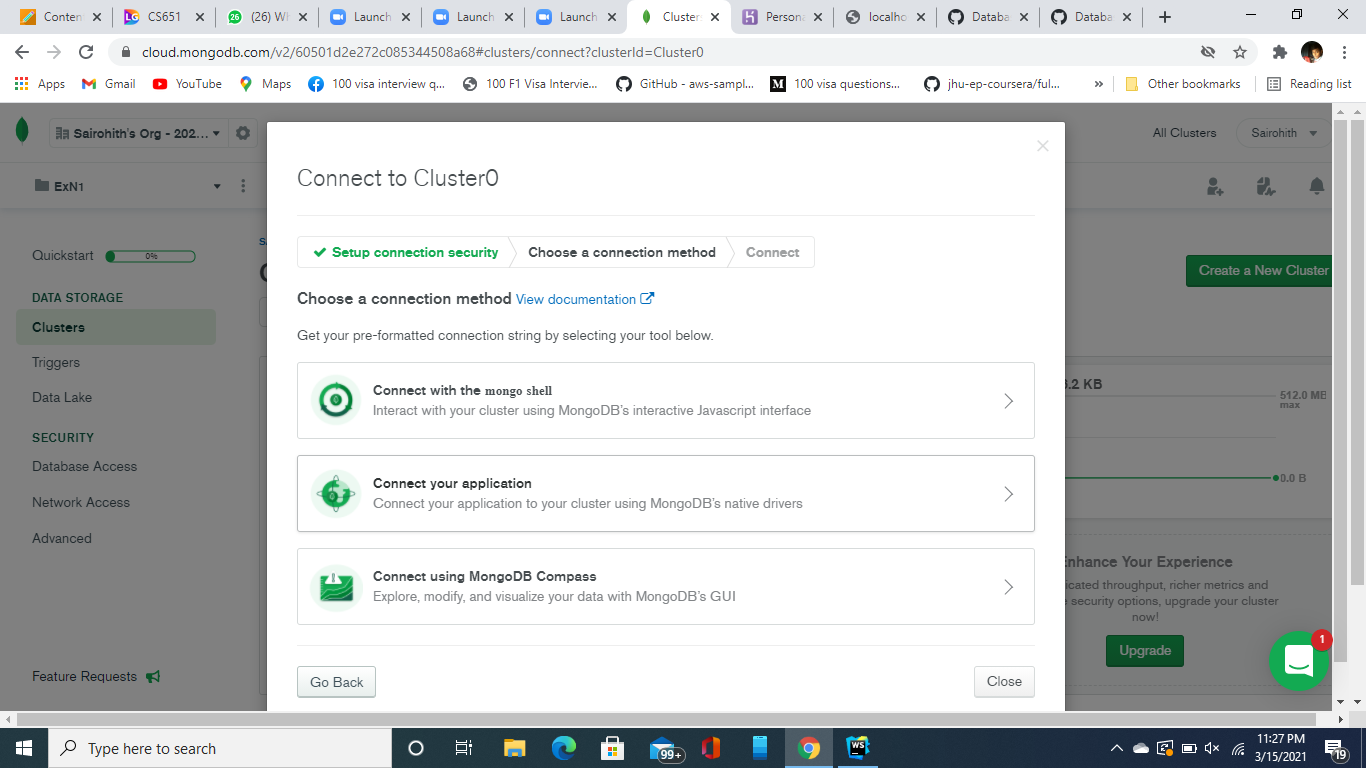 Conten
CS651
(26) W
Launch
Launch
Launch
Cluster
Person
localho
Databa
Databa
cloud.mongodb.com/v2/60501d2e272c085344508a68#clusters/connect?clusterId=Cluster0
Apps
Gmail
YouTube
Maps
100 visa interview q...
100 F1 Visa Intervie...
GitHub - aws-sampl...
100 visa questions...
jhu-ep-coursera/ful...
»
Other bookmarks
Reading list
Sairohith's Org - 202...
All Clusters
Sairohith
ExN1
Quickstart
0%
DATA STORAGE
Clusters
Triggers
Data Lake
SECURITY
Database Access
Network Access
Advanced
Feature Requests
Create a New Cluster
Connect to Cluster0
Setup connection security
Choose a connection method
Connect
Choose a connection method View documentation
Get your pre-formatted connection string by selecting your tool below.
Connect with the mongo shell
Interact with your cluster using MongoDB's interactive Javascript interface
Connect your application
Connect your application to your cluster using MongoDB's native drivers
Connect using MongoDB Compass
Explore, modify, and visualize your data with MongoDB's GUI
Go Back
Close
.2 KB
512.0 MB
max
0.0 B
Enhance Your Experience
icated throughput, richer metrics and
security options, upgrade your cluster
now!
Upgrade
1
Type here to search
99+
WS
11:27 PM
3/15/2021
19